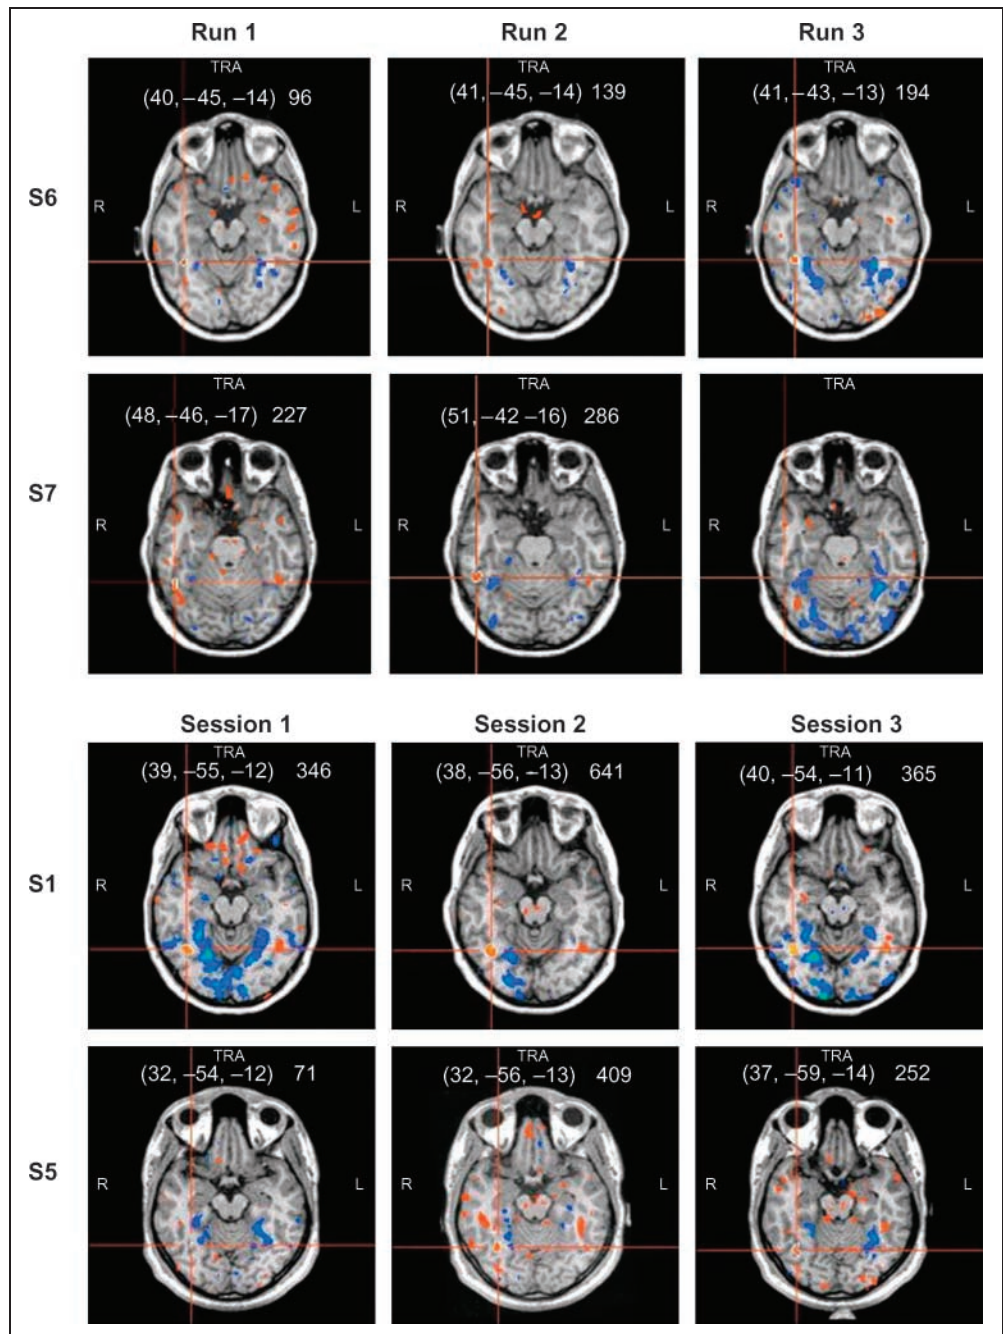 Run 1 Run 2 Run 3
TRA TRA TRA
(40, –45, –14) 96 (41, –45, –14) 139 (41, –43, –13) 194
S6
R L R L R L
TRA TRA TRA
(48, –46, –17) 227 (51, –42 –16) 286
S7
R L R L R L
Session 1 Session 2 Session 3
TRA TRA TRA
(39, –55, –12) 346 (38, –56, –13) 641 (40, –54, –11) 365
S1
R L R L R L
TRA TRA TRA
(32, –54, –12) 71 (32, –56, –13) 409 (37, –59, –14) 252
S5
R L R L R L